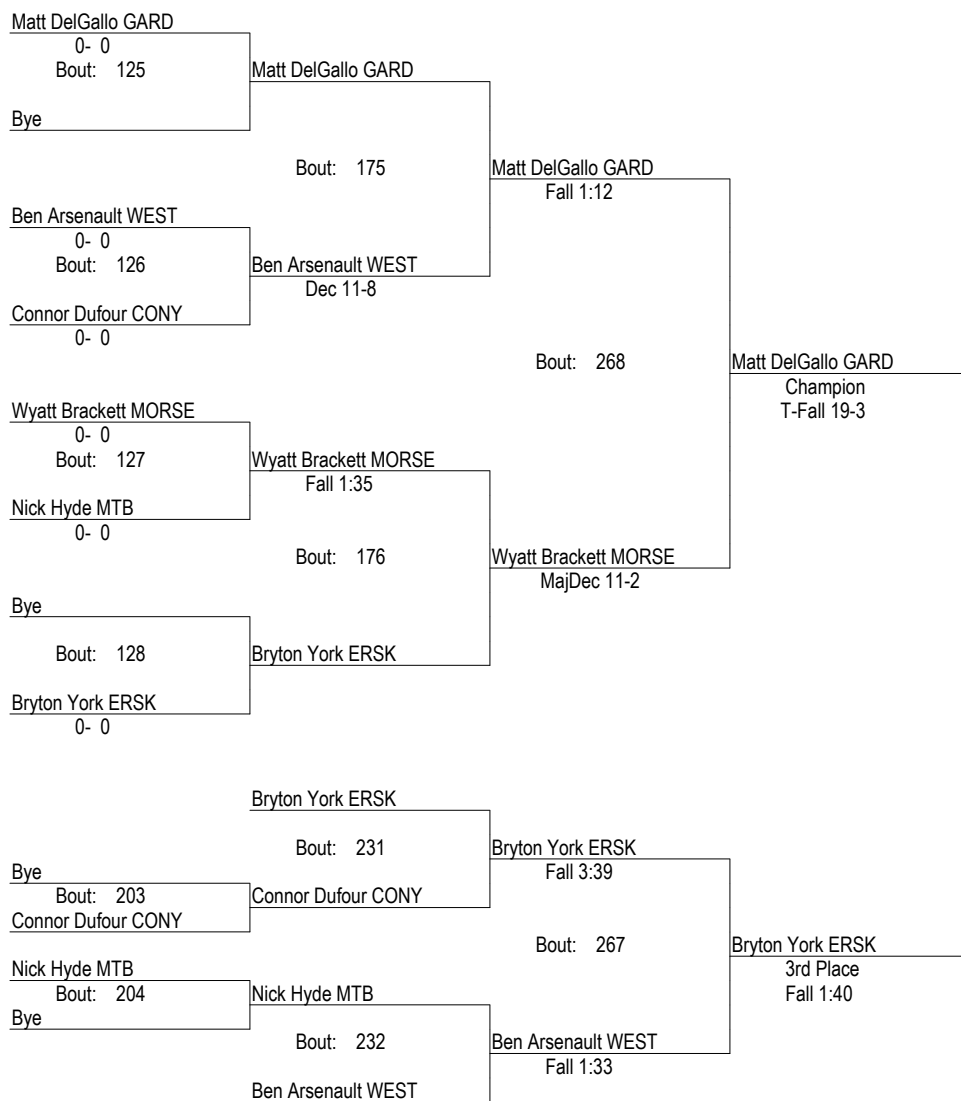 Matt DelGallo GARD
0- 0
Bout: 125
Matt DelGallo GARD
Bye
Bout: 175
Matt DelGallo GARD
Fall 1:12
Ben Arsenault WEST
0- 0
Bout: 126
Ben Arsenault WEST
Dec 11-8
Connor Dufour CONY
0- 0
Bout: 268
Matt DelGallo GARD
Champion
T-Fall 19-3
Wyatt Brackett MORSE
0- 0
Bout: 127
Wyatt Brackett MORSE
Fall 1:35
Nick Hyde MTB
0- 0
Bout: 176
Wyatt Brackett MORSE
MajDec 11-2
Bye
Bout: 128
Bryton York ERSK
Bryton York ERSK
0- 0
Bryton York ERSK
Bout: 231
Bryton York ERSK
Fall 3:39
Bye
Bout: 203
Connor Dufour CONY
Connor Dufour CONY
Bout: 267
Bryton York ERSK
3rd Place
Fall 1:40
Nick Hyde MTB
Bout: 204
Nick Hyde MTB
Bye
Bout: 232
Ben Arsenault WEST
Fall 1:33
Ben Arsenault WEST